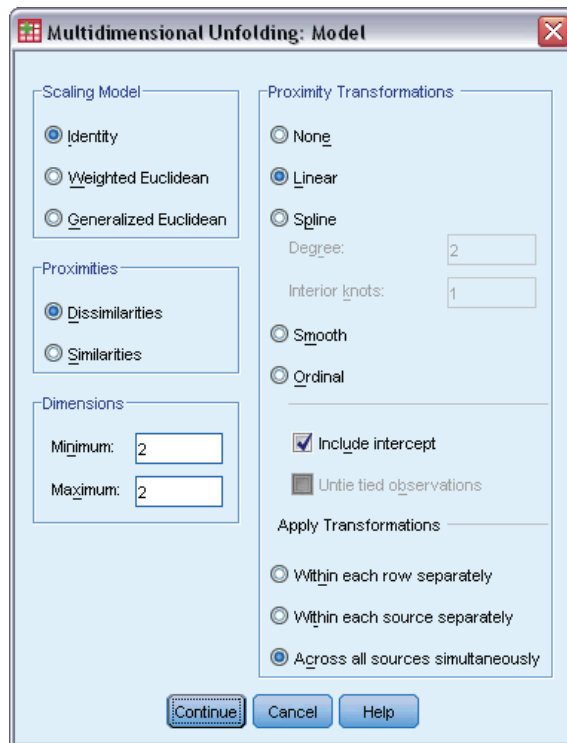 Multidimensional Unfolding: Model
Scaling Model
Identity
Weighted Euclidean
Generalized Euclidean
Proximities
Dissimilarities
Similarities
Dimensions
Minimum: 2
Maximum: 2
Proximity Transformations
None
Linear
Spline
Degree: 2
Interior knots: 1
Smooth
Ordinal
Include intercept
Untie tied observations
Apply Transformations
Within each row separately
Within each source separately
Across all sources simultaneously
Continue Cancel Help